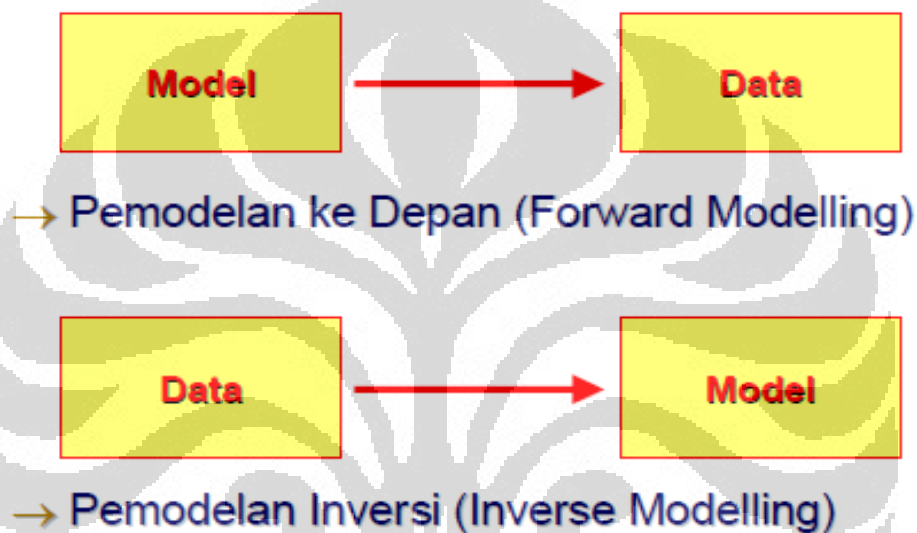 Model Data
→ Pemodelan ke Depan (Forward Modelling)
Data Model
→ Pemodelan Inversi (Inverse Modelling)